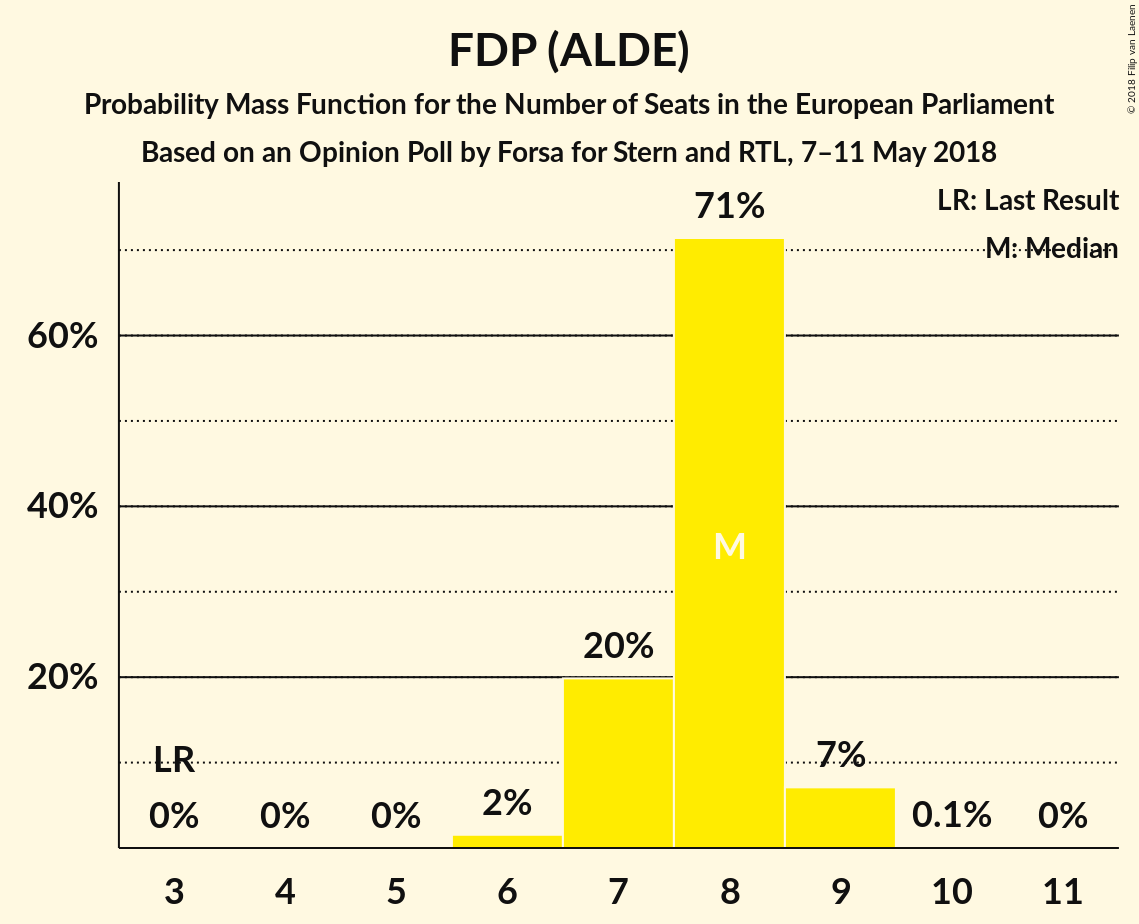 FDP (ALDE)
Probability Mass Function for the Number of Seats in the European Parliament
Based on an Opinion Poll by Forsa for Stern and RTL, 7–11 May 2018
© 2018 Filip van Laenen
LR: Last Result
M: Median
71%
60%
40%
M
20%
20%
LR
7%
0%
0%
0%
2%
0.1%
0%
3
4
5
6
7
8
9
10
11